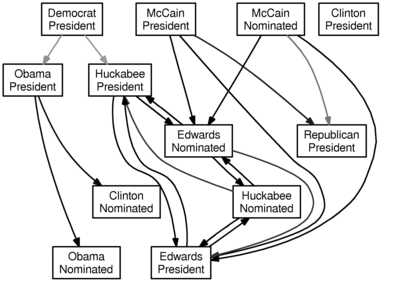 Democrat
President
McCain
President
McCain
Nominated
Clinton
President
Obama
President
Huckabee
President
Edwards
Nominated
Republican
President
Clinton
Nominated
Huckabee
Nominated
Obama
Nominated
Edwards
President